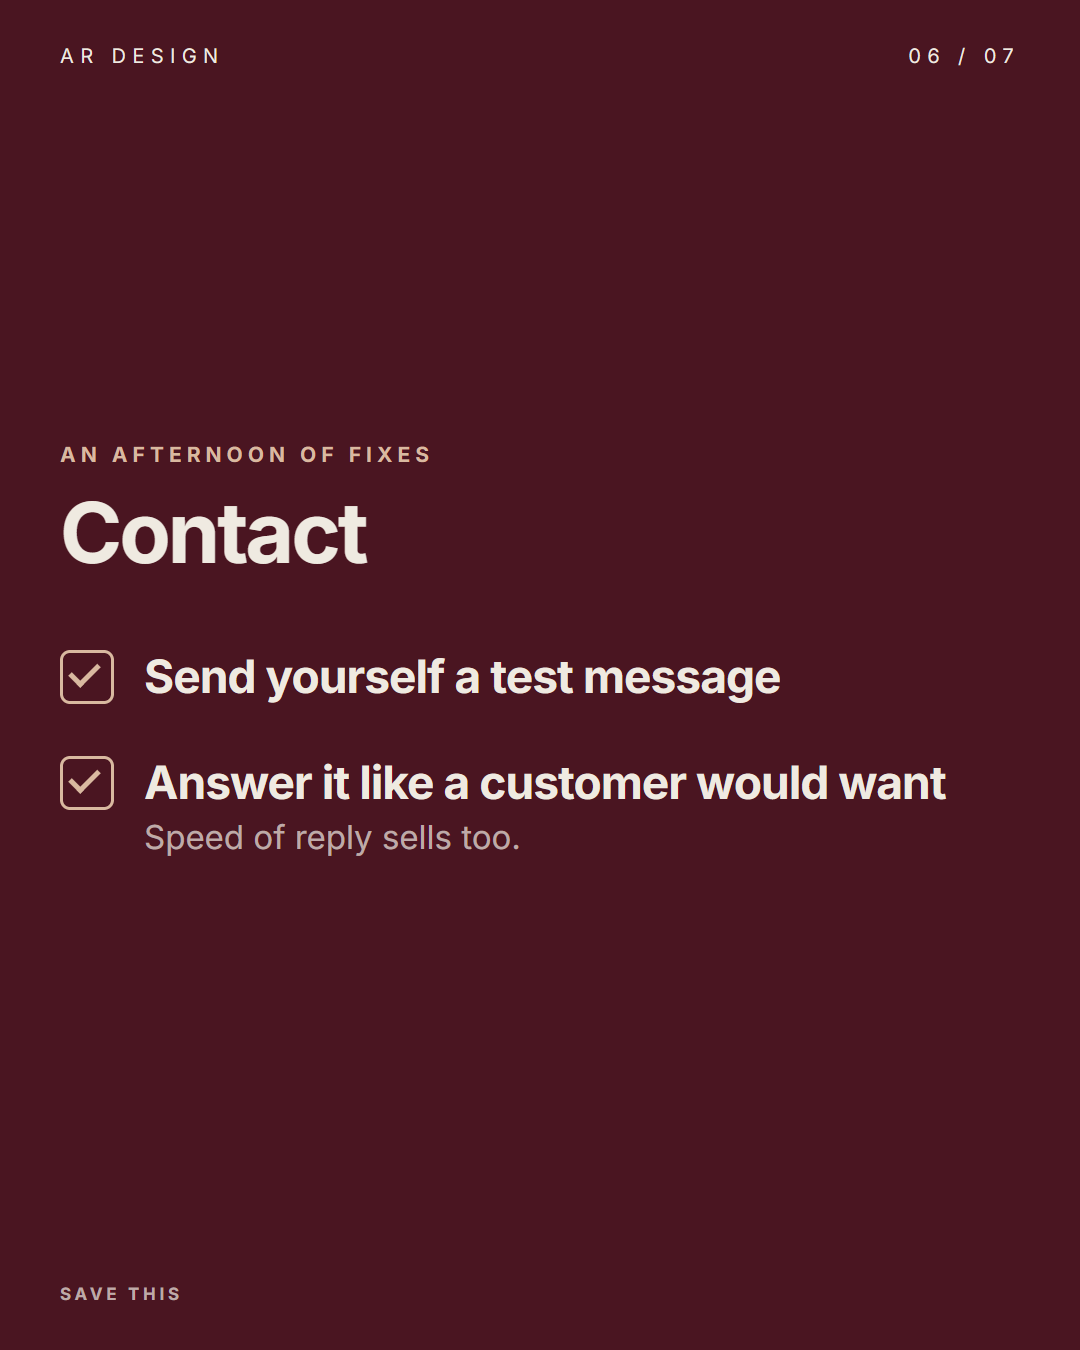 AR DESIGN
06 / 07
AN AFTERNOON OF FIXES
Contact
Send yourself a test message
Answer it like a customer would want
Speed of reply sells too.
SAVE THIS